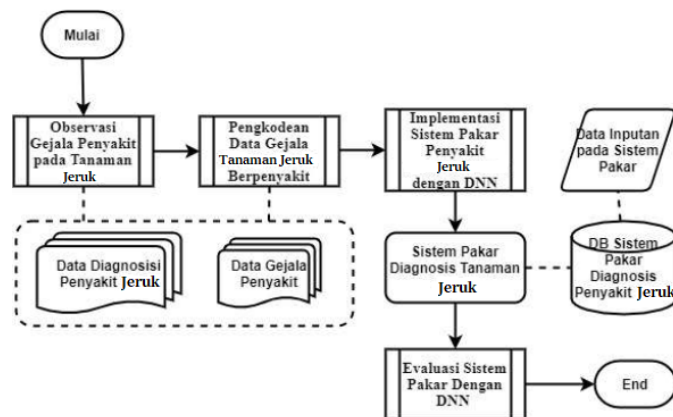 Mulai
Observasi
Gejala Penyakit
pada Tanaman
Jeruk
Pengkodean
Data Gejala
Tanaman Jeruk
Berpenyakit
Implementasi
Sistem Pakar
Penyakit
Jeruk
dengan DNN
Data Inputan
pada Sistem
Pakar
Data Diagnosisi
Penyakit Jeruk
Data Gejala
Penyakit
Sistem Pakar
Diagnosis Tanaman
Jeruk
DB Sistem
Pakar
Diagnosis
Penyakit Jeruk
Evaluasi Sistem
Pakar Dengan
DNN
End